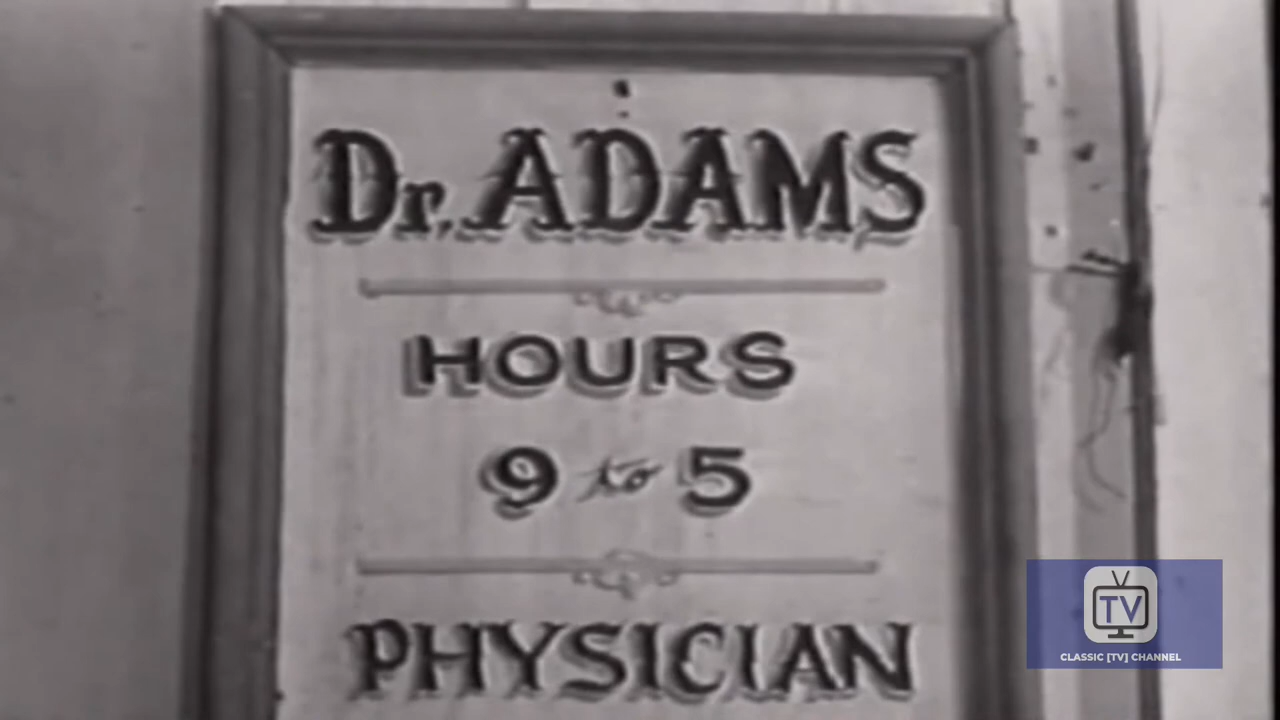 Dr. ADAMS
HOURS
9 to 5
PHYSICIAN
TV
CLASSIC [TV] CHANNEL